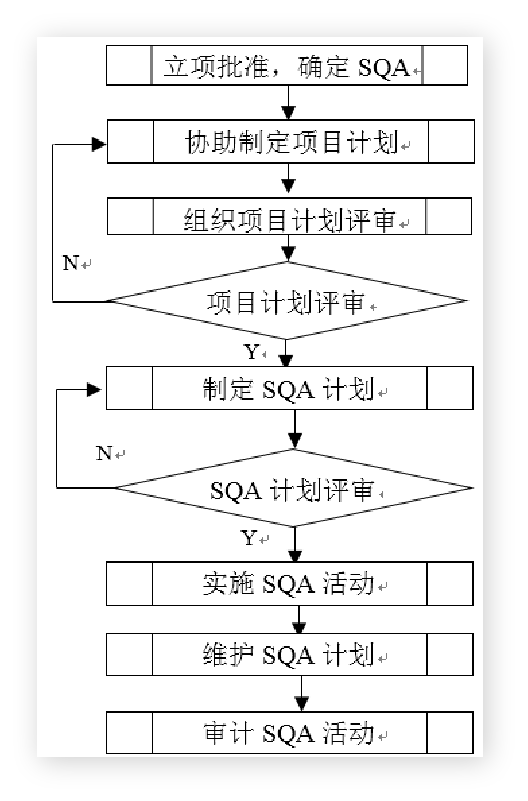 立项批准，确定 SQA
协助制定项目计划
组织项目计划评审
N
项目计划评审
Y
制定 SQA 计划
N
SQA 计划评审
Y
实施 SQA 活动
维护 SQA 计划
审计 SQA 活动